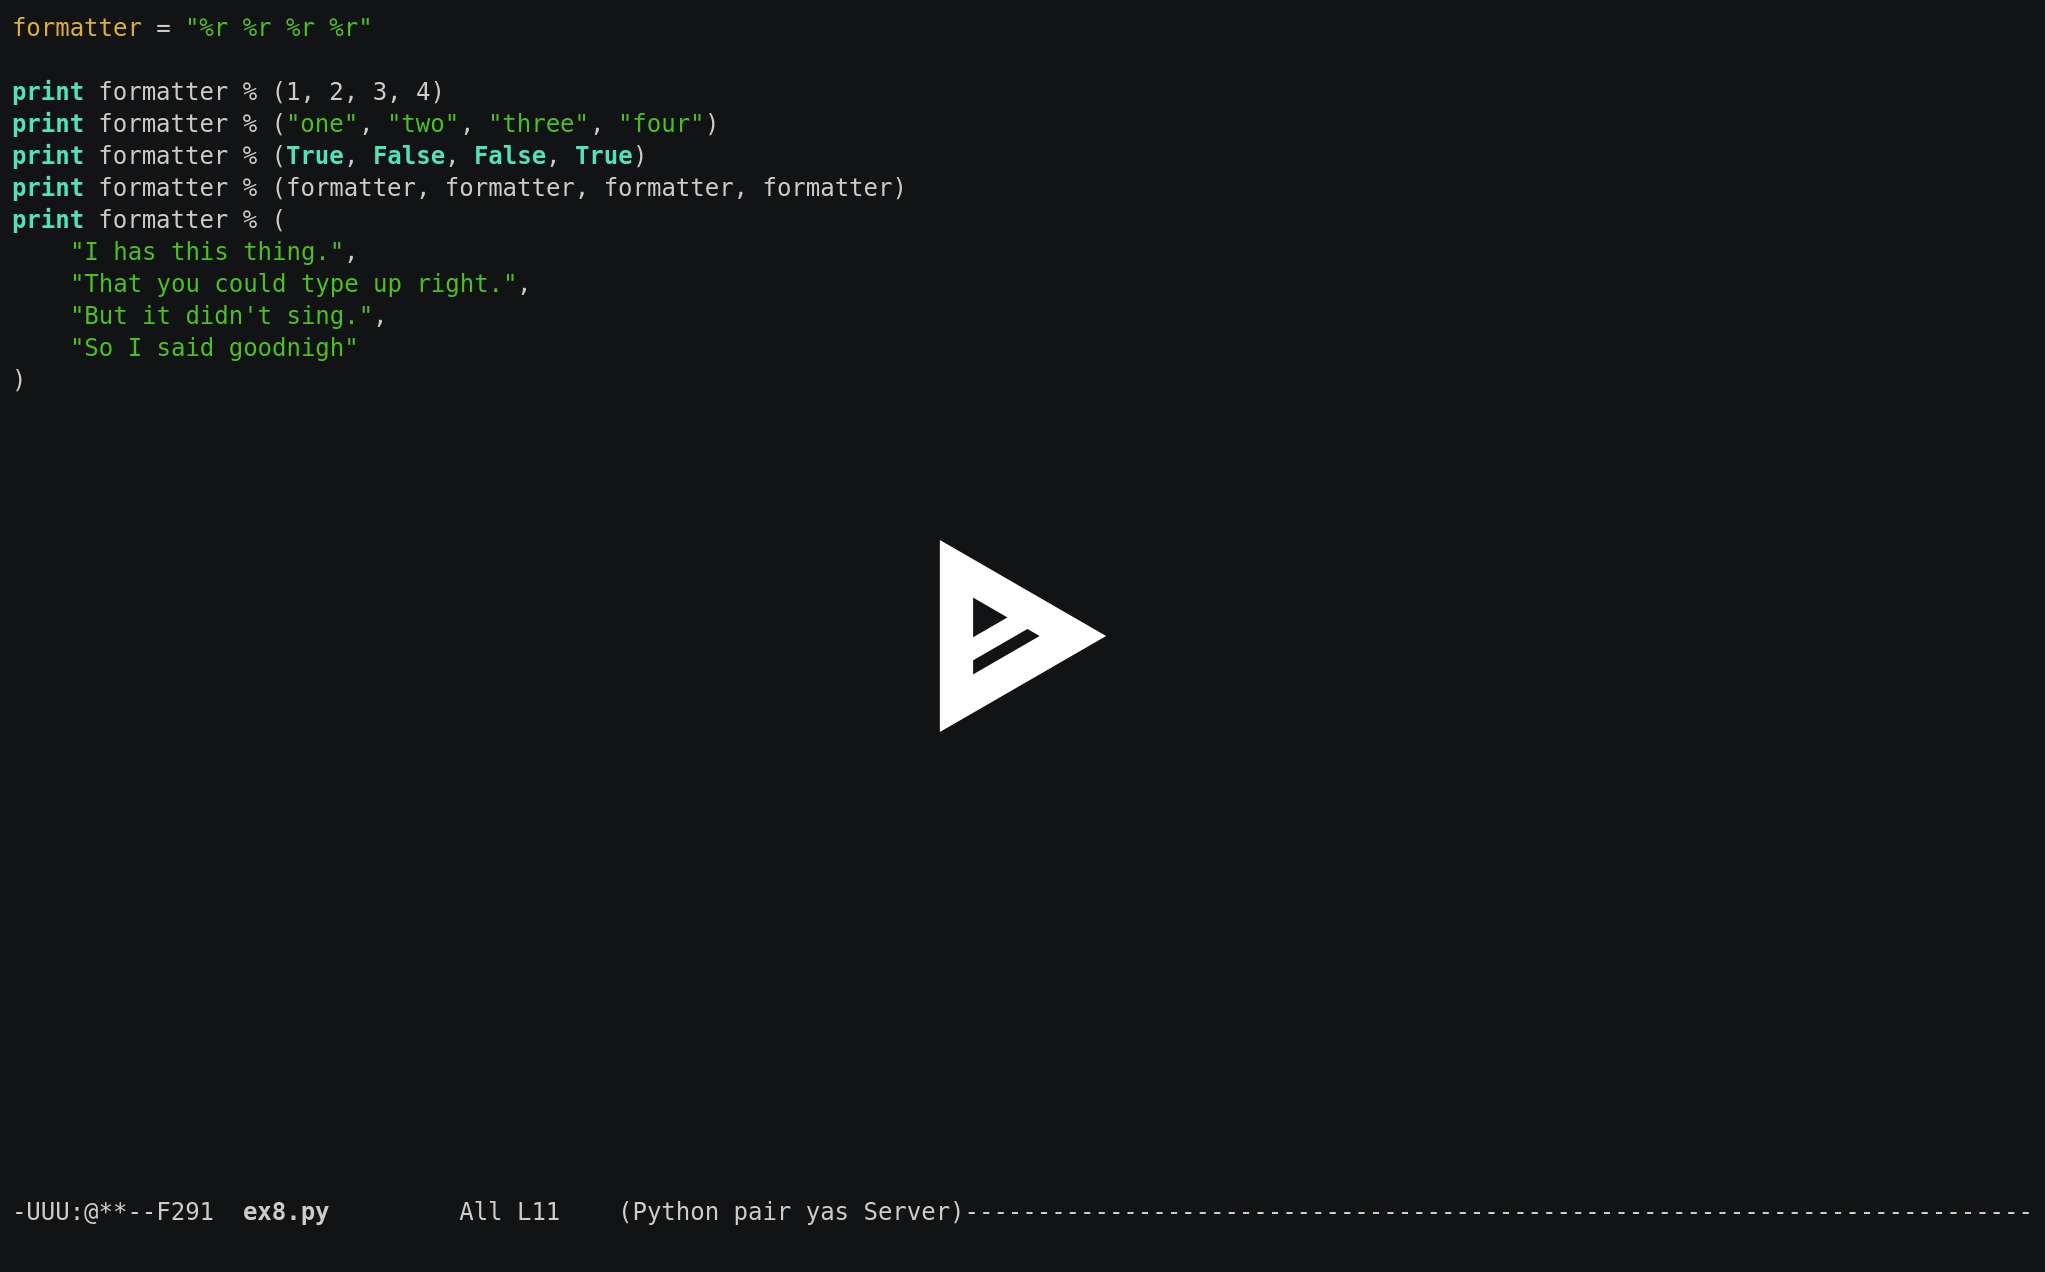 formatter = "%r %r %r %r"

print formatter % (1, 2, 3, 4)
print formatter % ("one", "two", "three", "four")
print formatter % (True, False, False, True)
print formatter % (formatter, formatter, formatter, formatter)
print formatter % (
    "I has this thing.",
    "That you could type up right.",
    "But it didn't sing.",
    "So I said goodnigh"
)
-UUU:@**--F291  ex8.py         All L11    (Python pair yas Server)--------------------------------------------------------------------------